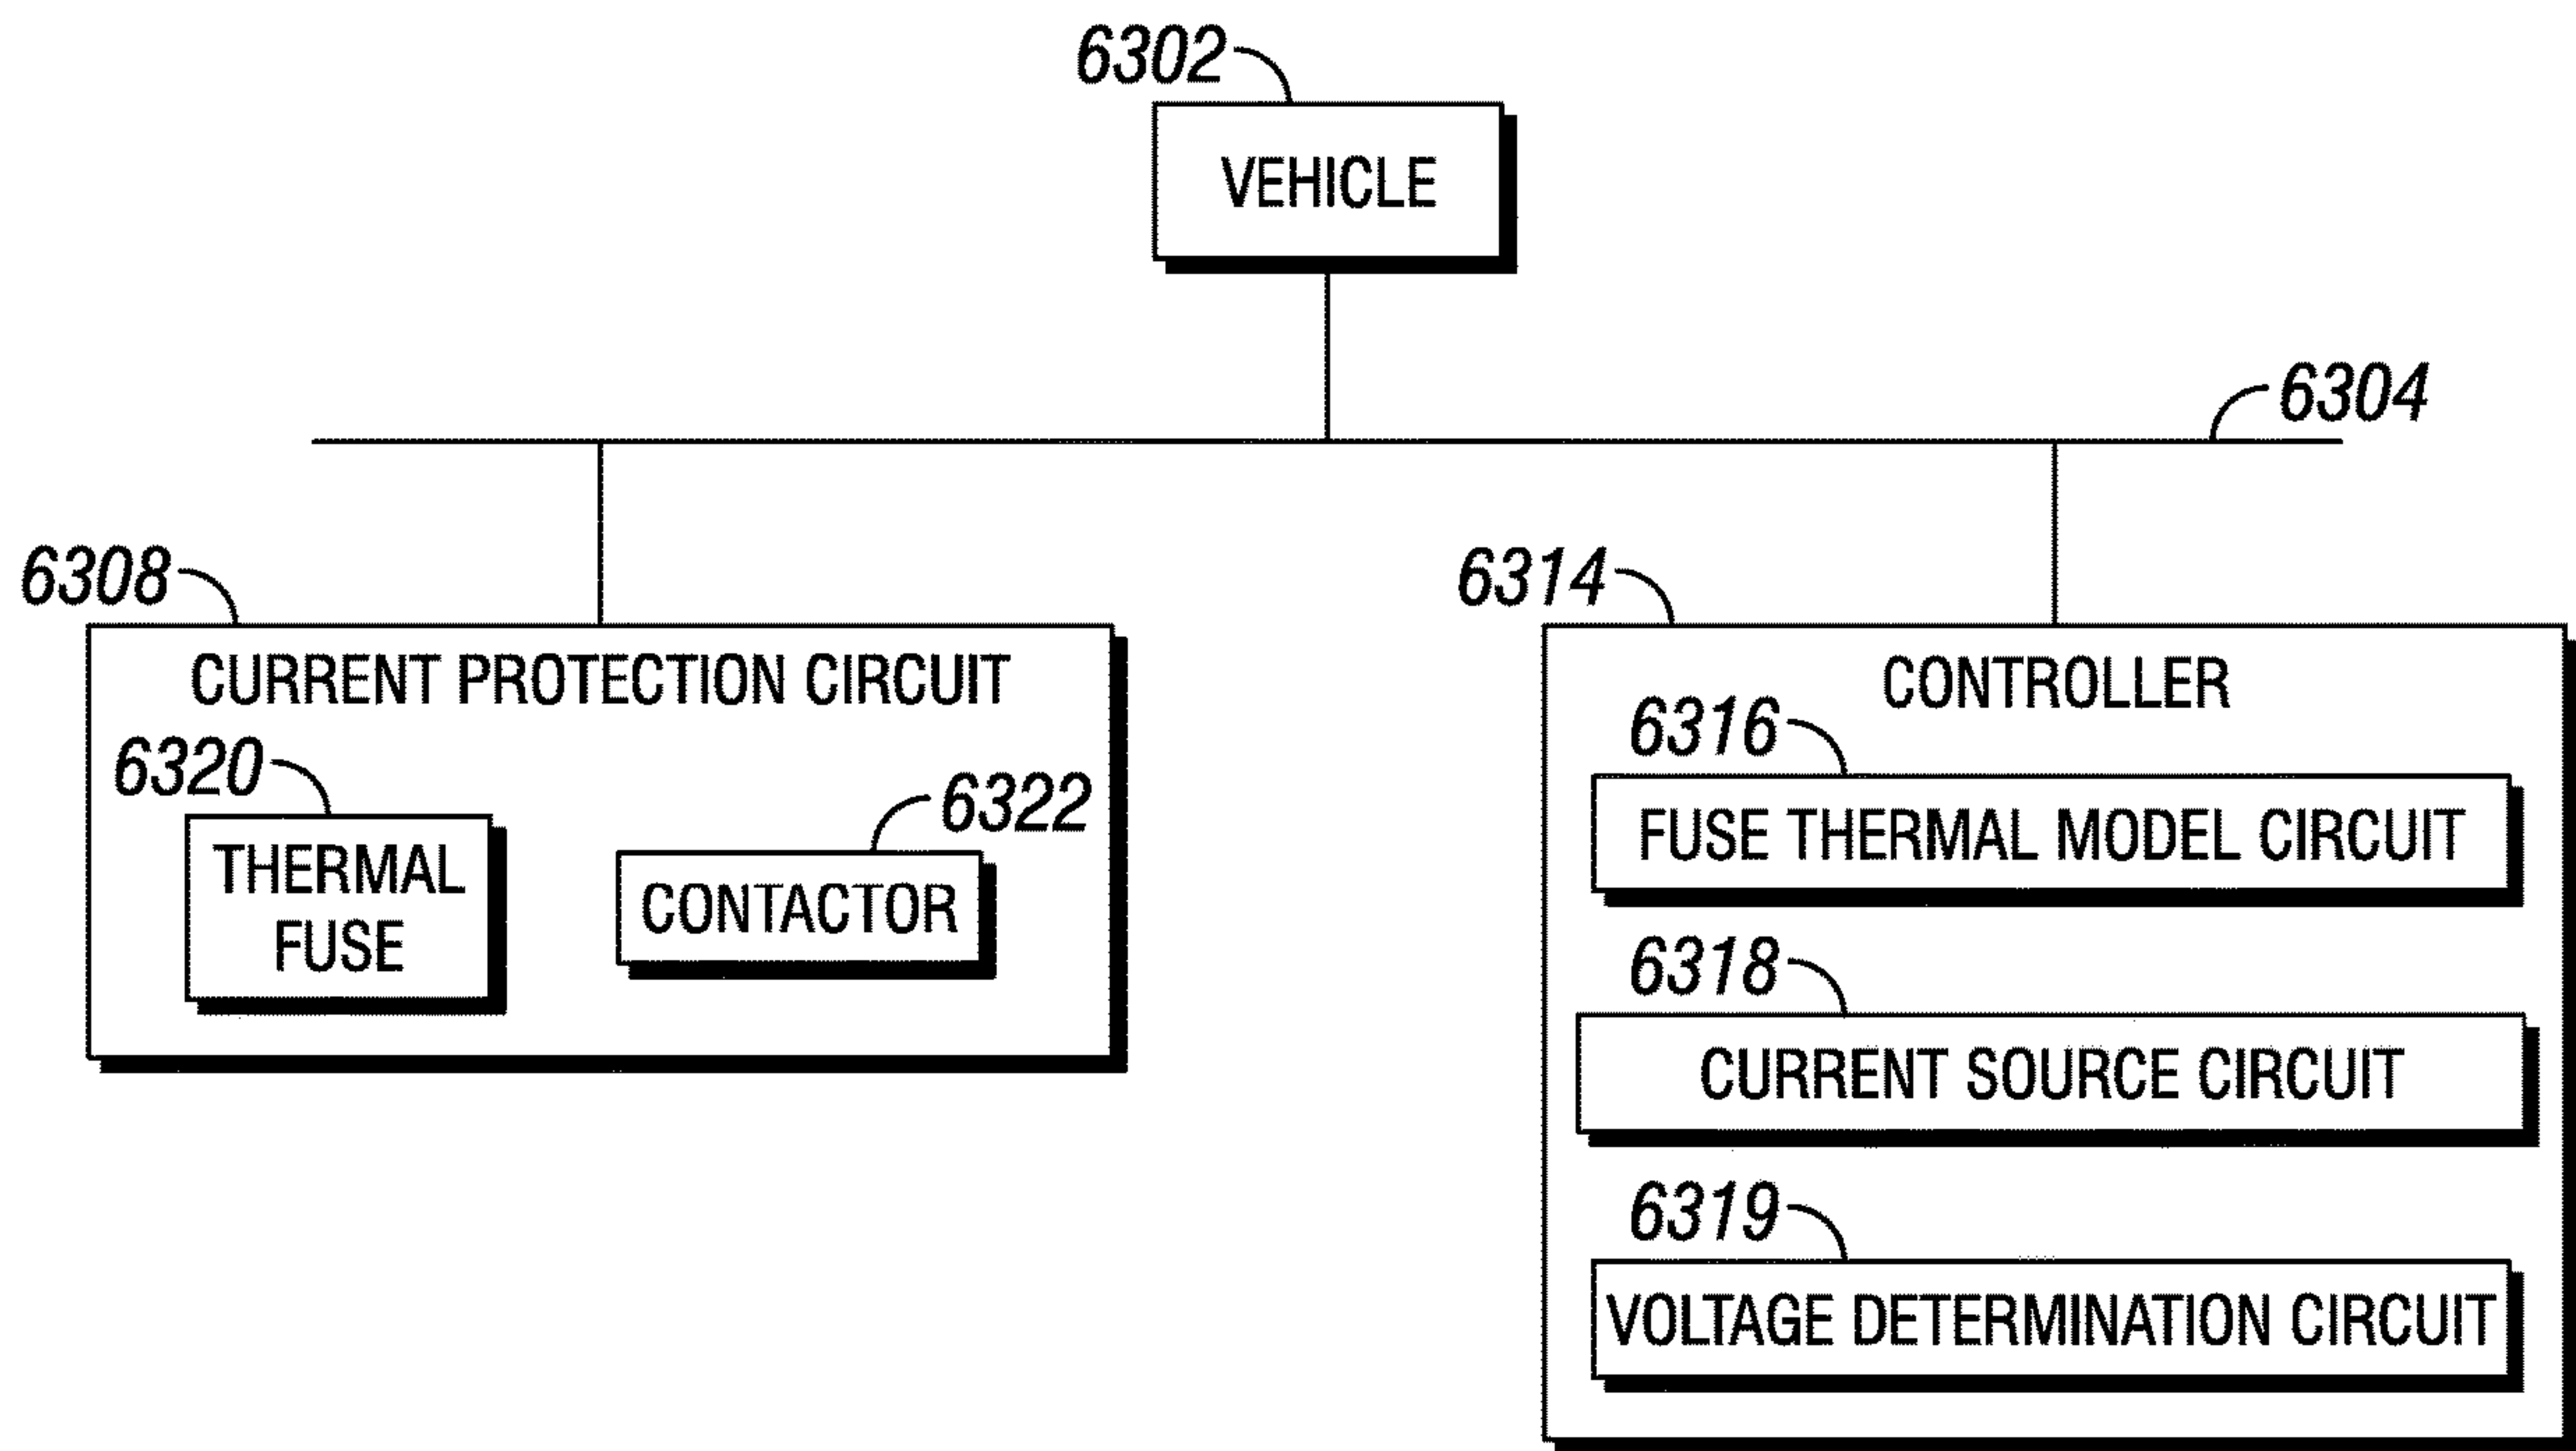 6302
VEHICLE
6304
6308
CURRENT PROTECTION CIRCUIT
6320
THERMAL
FUSE
6322
CONTACTOR
6314
CONTROLLER
6316
FUSE THERMAL MODEL CIRCUIT
6318
CURRENT SOURCE CIRCUIT
6319
VOLTAGE DETERMINATION CIRCUIT